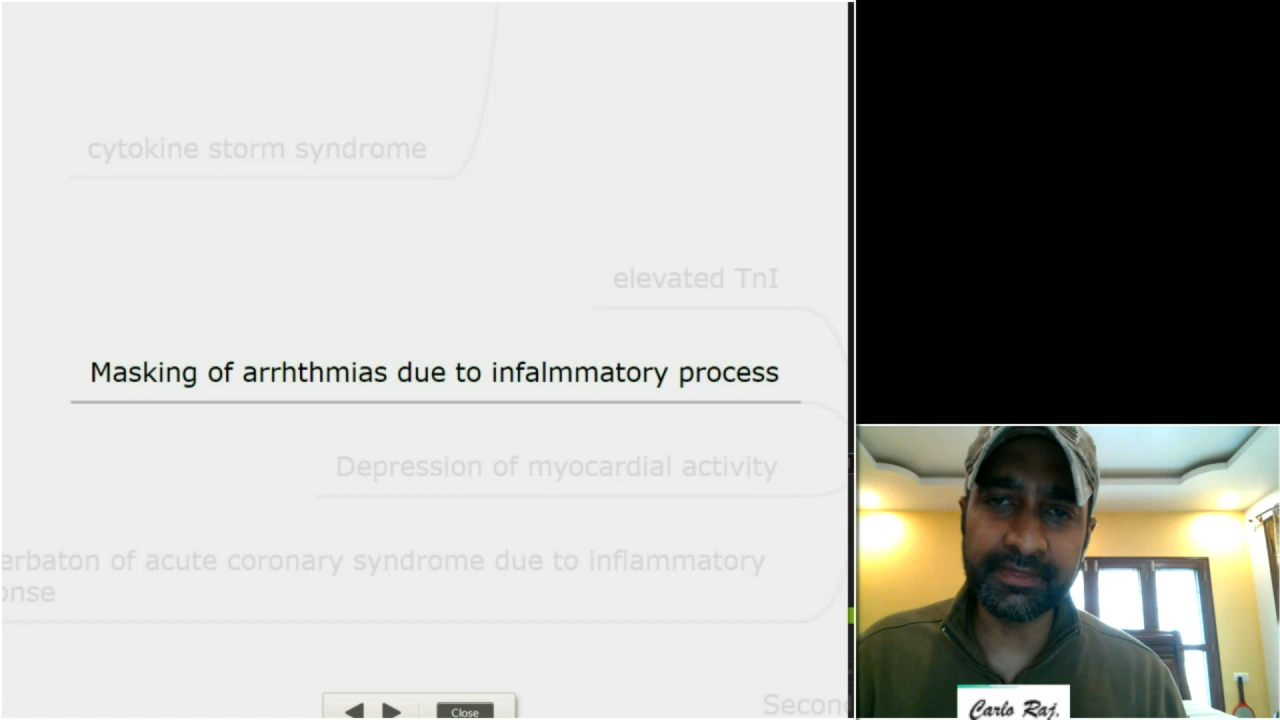 cytokine storm syndrome
elevated TnI
Masking of arrhthmias due to infalmmatory process
Depression of myocardial activity
erbaton of acute coronary syndrome due to inflammatory
onse
Second
Close
Carlo Raj.